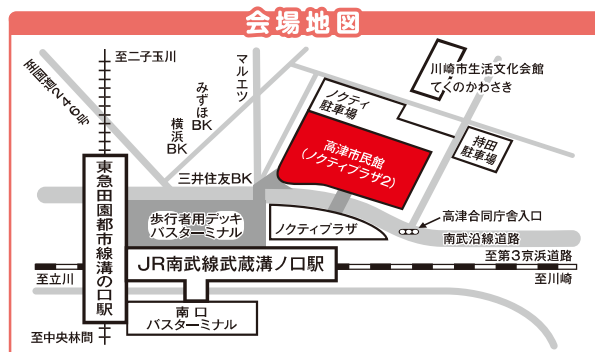 会場地図
至二子玉川
至国道246号
マルエツ
みずほ
BK
横浜
BK
三井住友BK
川崎市生活文化会館
てくのかわさき
ノクティ
駐車場
持田
駐車場
高津市民館
(ノクティプラザ2)
東急田園都市線溝の口駅
歩行者用デッキ
バスターミナル
ノクティプラザ
高津合同庁舎入口
南武沿線道路
至第3京浜道路
JR南武線武蔵溝ノ口駅
至立川
至川崎
南口
バスターミナル
至中央林間